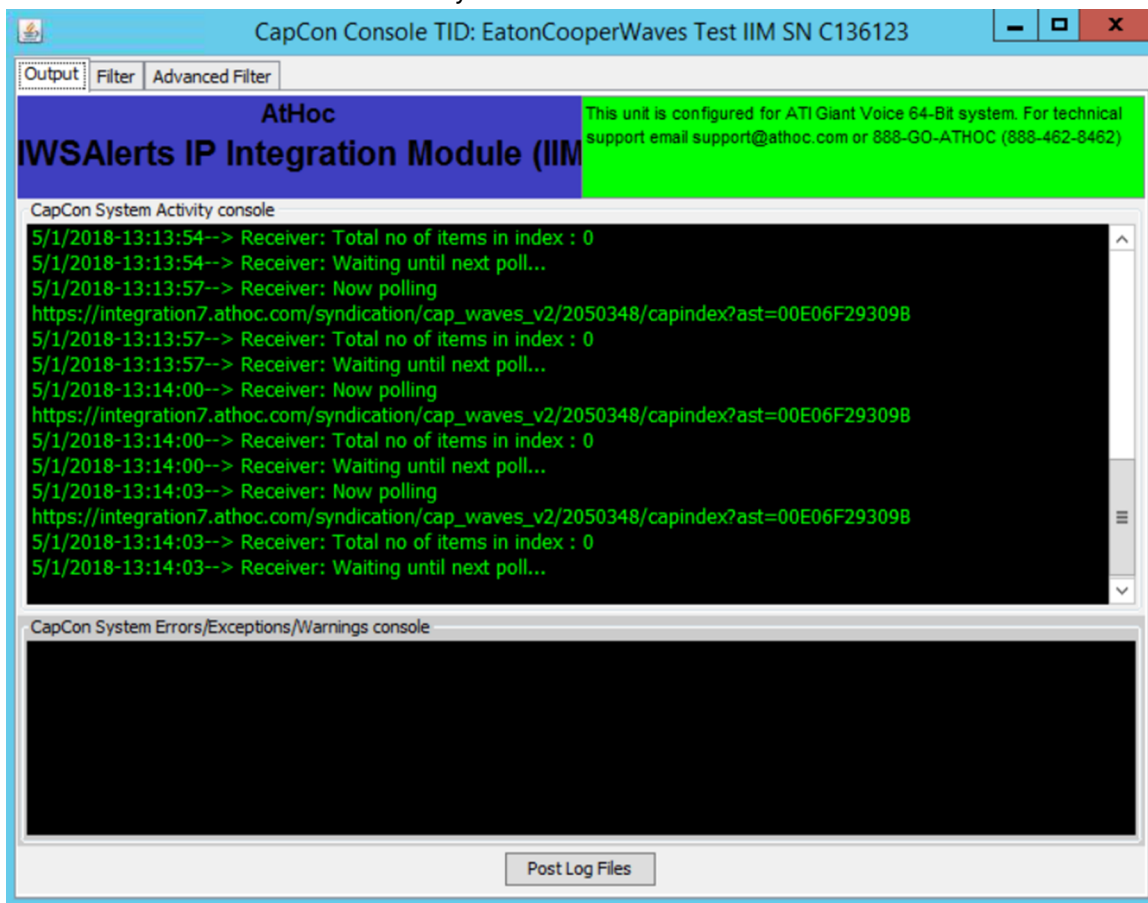 CapCon Console TID: EatonCooperWaves Test IIM SN C136123
Output Filter Advanced Filter
AtHoc
IWSAlerts IP Integration Module (IIM
This unit is configured for ATI Giant Voice 64-Bit system. For technical
support email support@athoc.com or 888-GO-ATHOC (888-462-8462)
CapCon System Activity console
5/1/2018-13:13:54--> Receiver: Total no of items in index : 0
5/1/2018-13:13:54--> Receiver: Waiting until next poll...
5/1/2018-13:13:57--> Receiver: Now polling
https://integration7.athoc.com/syndication/cap_waves_v2/2050348/capindex?ast=00E06F29309B
5/1/2018-13:13:57--> Receiver: Total no of items in index : 0
5/1/2018-13:13:57--> Receiver: Waiting until next poll...
5/1/2018-13:14:00--> Receiver: Now polling
https://integration7.athoc.com/syndication/cap_waves_v2/2050348/capindex?ast=00E06F29309B
5/1/2018-13:14:00--> Receiver: Total no of items in index : 0
5/1/2018-13:14:00--> Receiver: Waiting until next poll...
5/1/2018-13:14:03--> Receiver: Now polling
https://integration7.athoc.com/syndication/cap_waves_v2/2050348/capindex?ast=00E06F29309B
5/1/2018-13:14:03--> Receiver: Total no of items in index : 0
5/1/2018-13:14:03--> Receiver: Waiting until next poll...
CapCon System Errors/Exceptions/Warnings console
Post Log Files